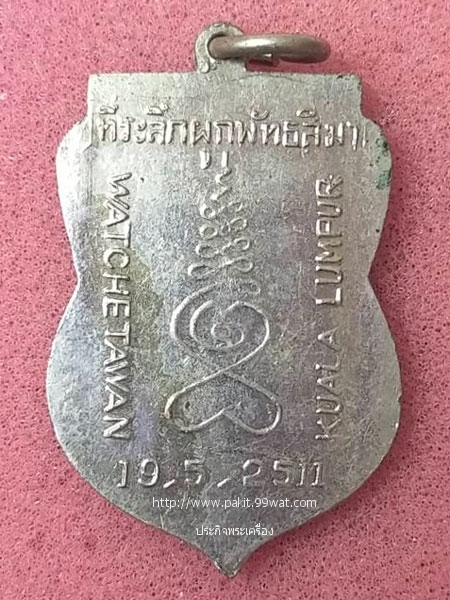 ที่ระลึกผูกพัทธสิมา
WATCHETAWAN
KUALA LUMPUR
19.5.2511
http://www.pakit.99wat.com
ประกิจพระเครื่อง